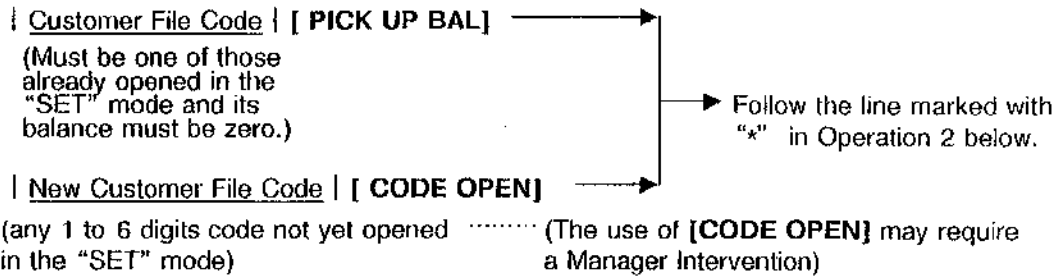 | Customer File Code | [ PICK UP BAL]
(Must be one of those
already opened in the
"SET" mode and its
balance must be zero.)
Follow the line marked with
"*" in Operation 2 below.
| New Customer File Code | [ CODE OPEN]
(any 1 to 6 digits code not yet opened ········· (The use of [CODE OPEN] may require
in the "SET" mode) a Manager Intervention)